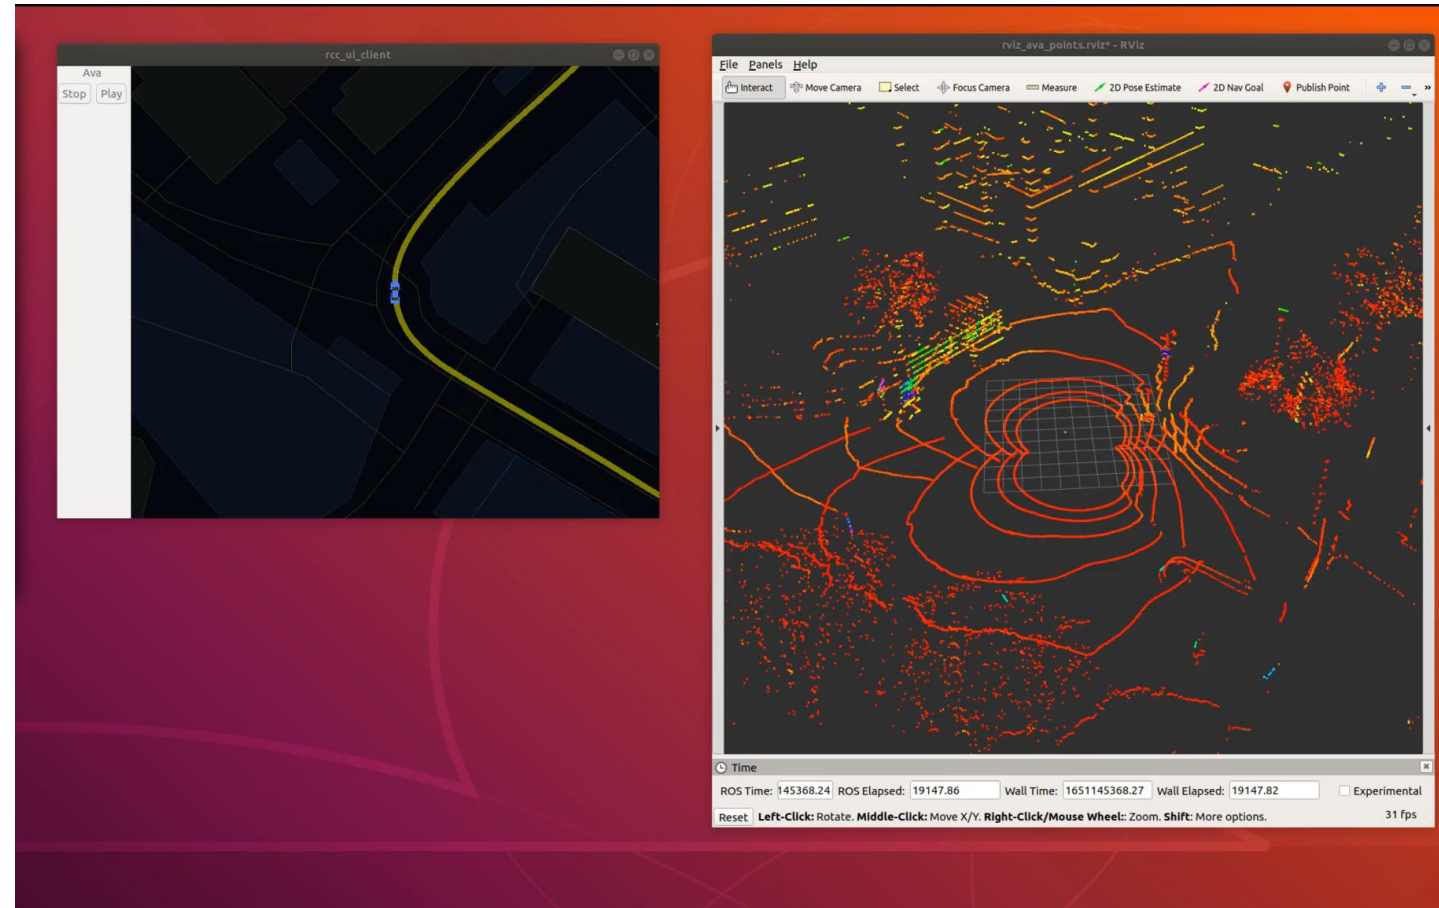 rcc_ui_client
Ava
Stop Play
rviz_ava_points.rviz* - RViz
File Panels Help
Interact Move Camera Select Focus Camera Measure 2D Pose Estimate 2D Nav Goal Publish Point »
Time
ROS Time: 145368.24 ROS Elapsed: 19147.86 Wall Time: 1651145368.27 Wall Elapsed: 19147.82 Experimental
Reset Left-Click: Rotate. Middle-Click: Move X/Y. Right-Click/Mouse Wheel:: Zoom. Shift: More options. 31 fps